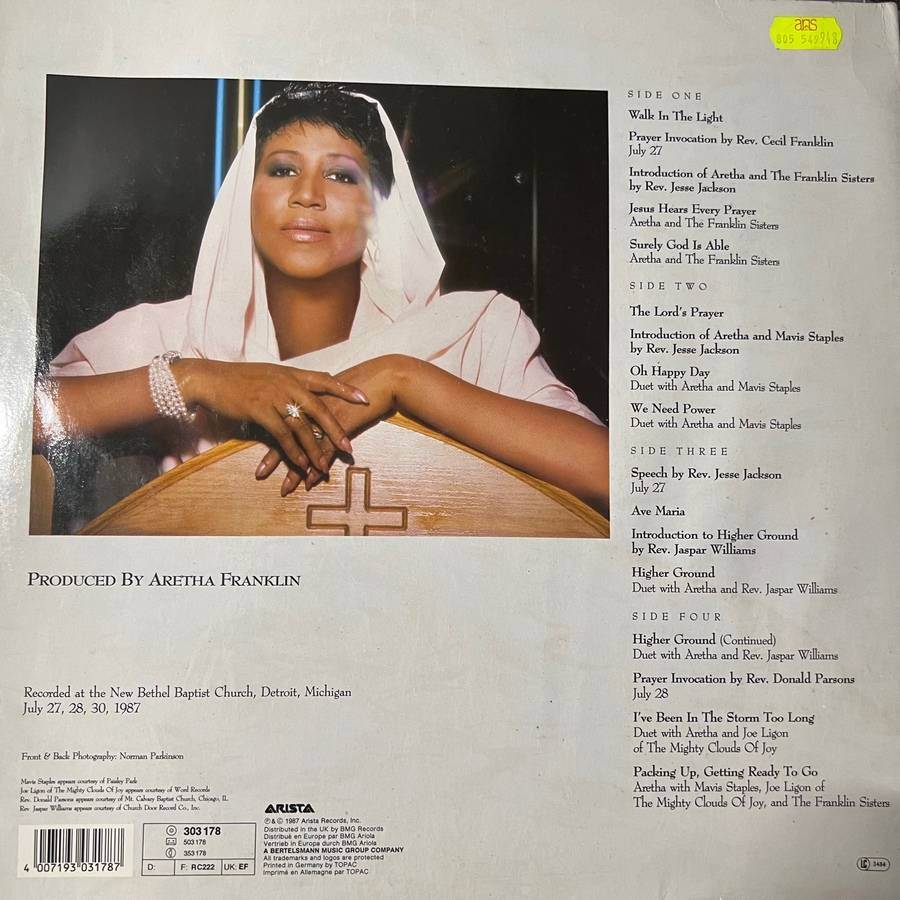 ans
805 549948
SIDE ONE
Walk In The Light
Prayer Invocation by Rev. Cecil Franklin
July 27
Introduction of Aretha and The Franklin Sisters
by Rev. Jesse Jackson
Jesus Hears Every Prayer
Aretha and The Franklin Sisters
Surely God Is Able
Aretha and The Franklin Sisters
SIDE TWO
The Lord's Prayer
Introduction of Aretha and Mavis Staples
by Rev. Jesse Jackson
Oh Happy Day
Duet with Aretha and Mavis Staples
We Need Power
Duet with Aretha and Mavis Staples
SIDE THREE
Speech by Rev. Jesse Jackson
July 27
Ave Maria
Introduction to Higher Ground
by Rev. Jaspar Williams
Higher Ground
Duet with Aretha and Rev. Jaspar Williams
SIDE FOUR
Higher Ground (Continued)
Duet with Aretha and Rev. Jaspar Williams
Prayer Invocation by Rev. Donald Parsons
July 28
I've Been In The Storm Too Long
Duet with Aretha and Joe Ligon
of The Mighty Clouds Of Joy
Packing Up, Getting Ready To Go
Aretha with Mavis Staples, Joe Ligon of
The Mighty Clouds Of Joy, and The Franklin Sisters
PRODUCED BY ARETHA FRANKLIN
Recorded at the New Bethel Baptist Church, Detroit, Michigan
July 27, 28, 30, 1987
Front & Back Photography: Norman Parkinson
Mavis Staples appears courtesy of Paisley Park
Joe Ligon of The Mighty Clouds Of Joy appears courtesy of Word Records
Rev. Donald Parsons appears courtesy of Mt. Calvary Baptist Church, Chicago, IL
Rev. Jaspar Williams appears courtesy of Church Door Record Co., Inc.
4 007193 031787
303 178
503 178
353 178
D: F: RC222 UK: EF
ARISTA
℗ & © 1987 Arista Records, Inc.
Distributed in the UK by BMG Records
Distribué en Europe par BMG Ariola
Vertrieb in Europe durch BMG Ariola
A BERTELSMANN MUSIC GROUP COMPANY
All trademarks and logos are protected
Printed in Germany by TOPAC
Imprimé en Allemagne par TOPAC
LC 3484